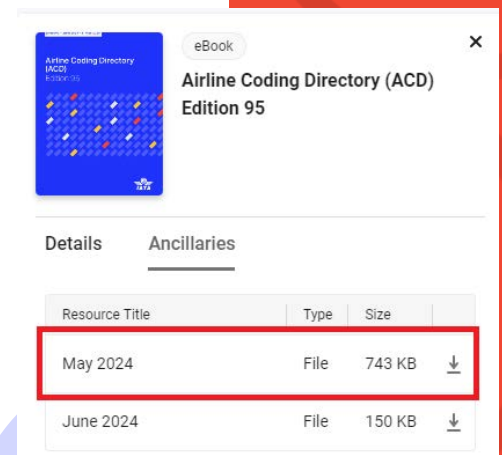 eBook
Airline Coding Directory
(ACD)
Edition 95
IATA
Airline Coding Directory (ACD)
Edition 95
Details Ancillaries
Resource Title Type Size
May 2024 File 743 KB
June 2024 File 150 KB